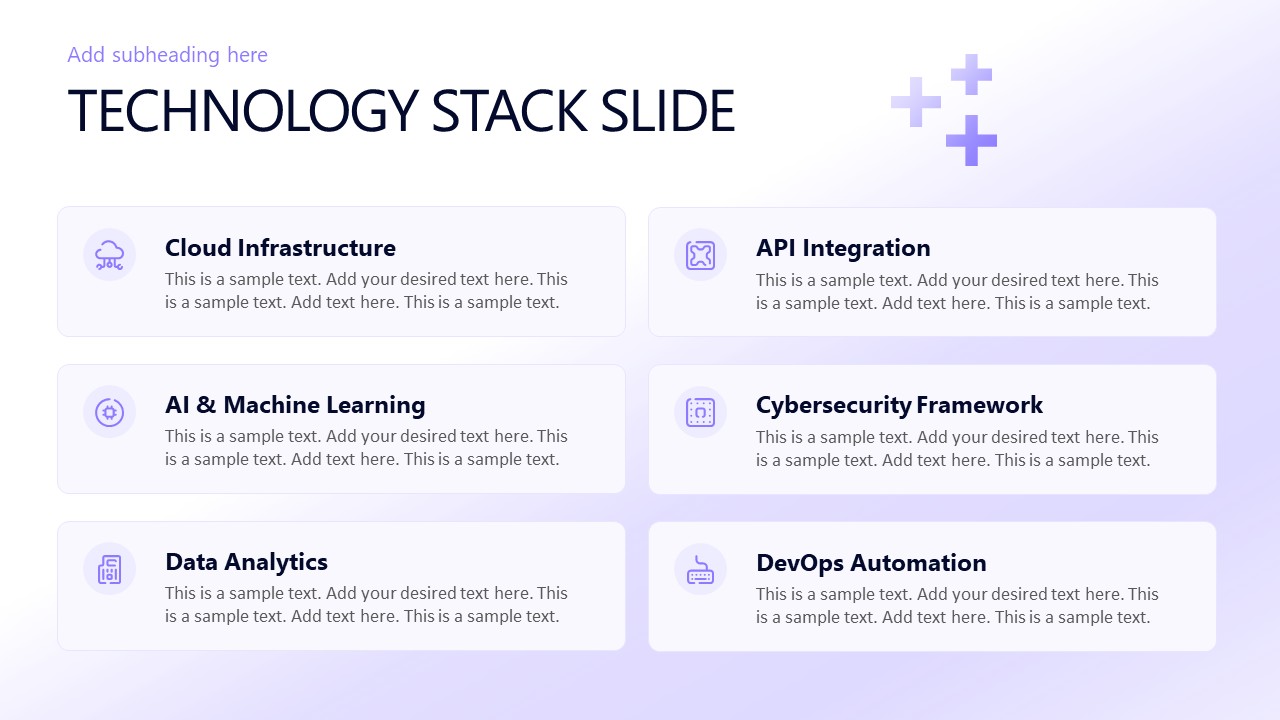 Add subheading here
TECHNOLOGY STACK SLIDE
Cloud Infrastructure
This is a sample text. Add your desired text here. This
is a sample text. Add text here. This is a sample text.
API Integration
This is a sample text. Add your desired text here. This
is a sample text. Add text here. This is a sample text.
AI & Machine Learning
This is a sample text. Add your desired text here. This
is a sample text. Add text here. This is a sample text.
Cybersecurity Framework
This is a sample text. Add your desired text here. This
is a sample text. Add text here. This is a sample text.
Data Analytics
This is a sample text. Add your desired text here. This
is a sample text. Add text here. This is a sample text.
DevOps Automation
This is a sample text. Add your desired text here. This
is a sample text. Add text here. This is a sample text.